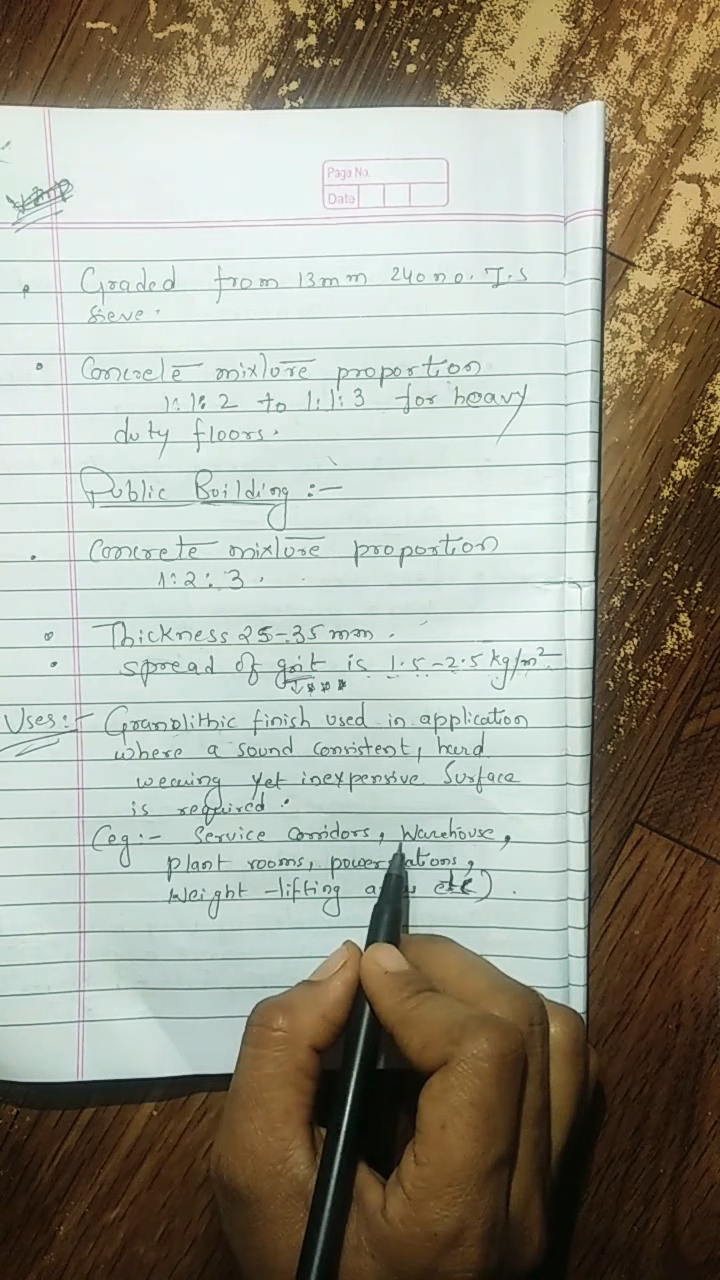 Page No.
Date
Graded from 13mm 240 no. I.S
sieve.
Concrete mixture proportion
1:1:2 to 1:1:3 for heavy
duty floors.
Public Building :-
Concrete mixture proportion
1:2:3.
Thickness 25-35mm.
spread of grit is 1.5-2.5 kg/m²
Uses:- Granolithic finish used in application
where a sound consistent, hard
wearing yet inexpensive Surface
is required.
(eg:- Service Corridors, Warehouse,
plant rooms, power stations,
Weight-lifting etc).